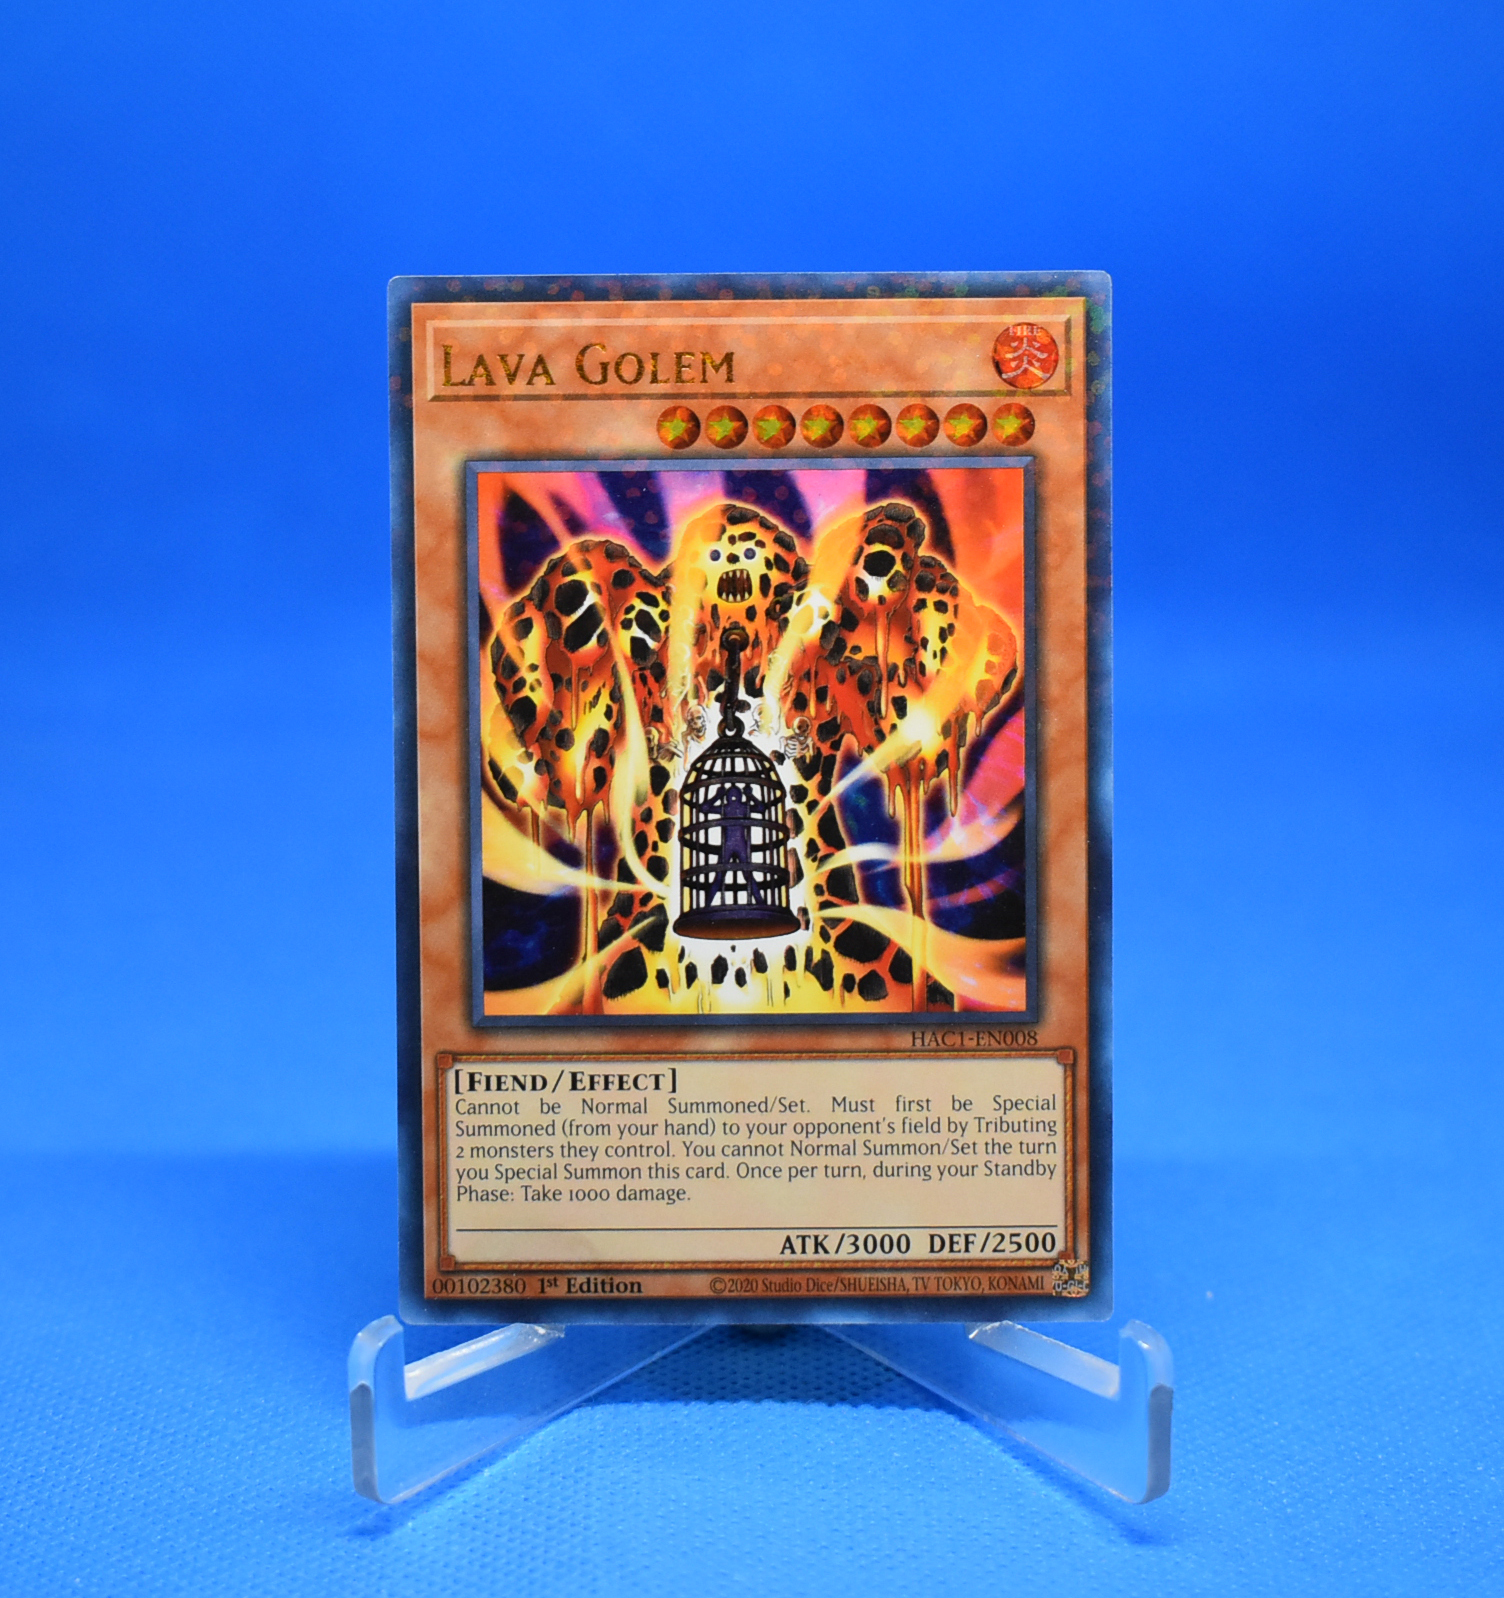 LAVA GOLEM
FIRE
炎
HAC1-EN008
[FIEND/EFFECT]
Cannot be Normal Summoned/Set. Must first be Special
Summoned (from your hand) to your opponent's field by Tributing
2 monsters they control. You cannot Normal Summon/Set the turn
you Special Summon this card. Once per turn, during your Standby
Phase: Take 1000 damage.
ATK/3000 DEF/2500
00102380 1st Edition ©2020 Studio Dice/SHUEISHA, TV TOKYO, KONAMI